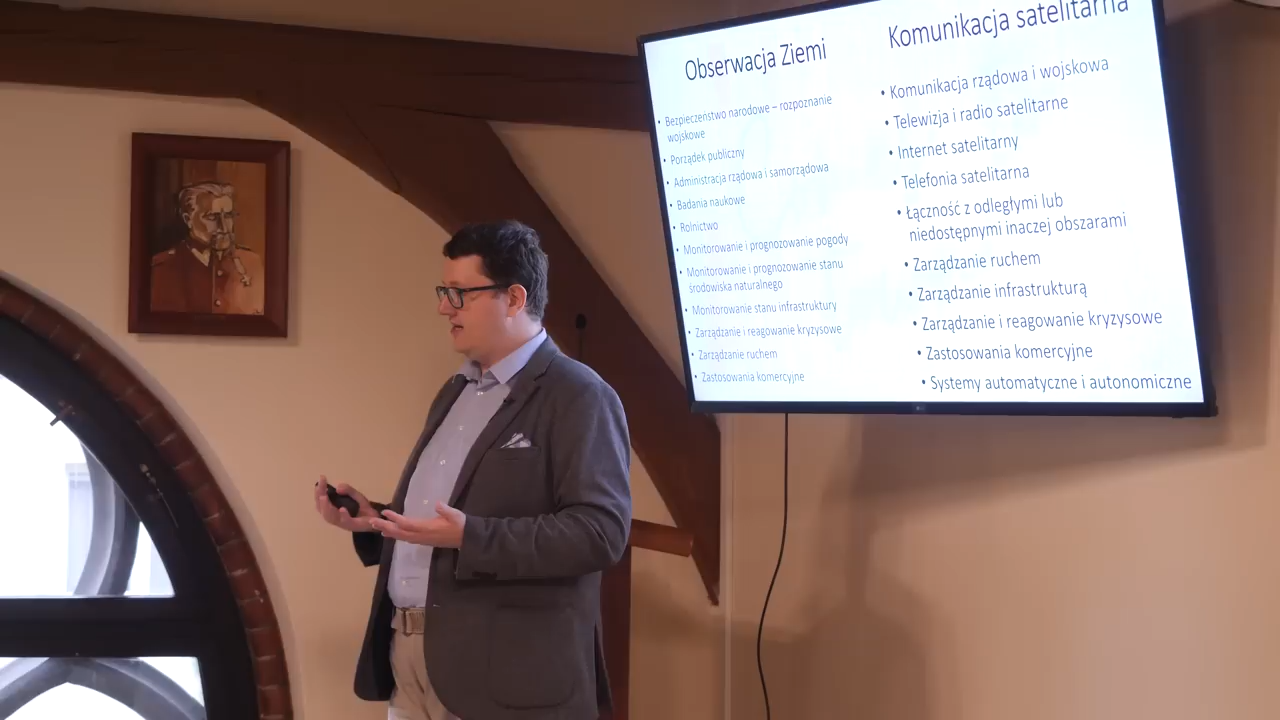 Obserwacja Ziemi
• Bezpieczeństwo narodowe – rozpoznanie
wojskowe
• Porządek publiczny
• Administracja rządowa i samorządowa
• Badania naukowe
• Rolnictwo
• Monitorowanie i prognozowanie pogody
• Monitorowanie i prognozowanie stanu
środowiska naturalnego
• Monitorowanie stanu infrastruktury
• Zarządzanie i reagowanie kryzysowe
• Zarządzanie ruchem
• Zastosowania komercyjne
Komunikacja satelitarna
• Komunikacja rządowa i wojskowa
• Telewizja i radio satelitarne
• Internet satelitarny
• Telefonia satelitarna
• Łączność z odległymi lub
niedostępnymi inaczej obszarami
• Zarządzanie ruchem
• Zarządzanie infrastrukturą
• Zarządzanie i reagowanie kryzysowe
• Zastosowania komercyjne
• Systemy automatyczne i autonomiczne